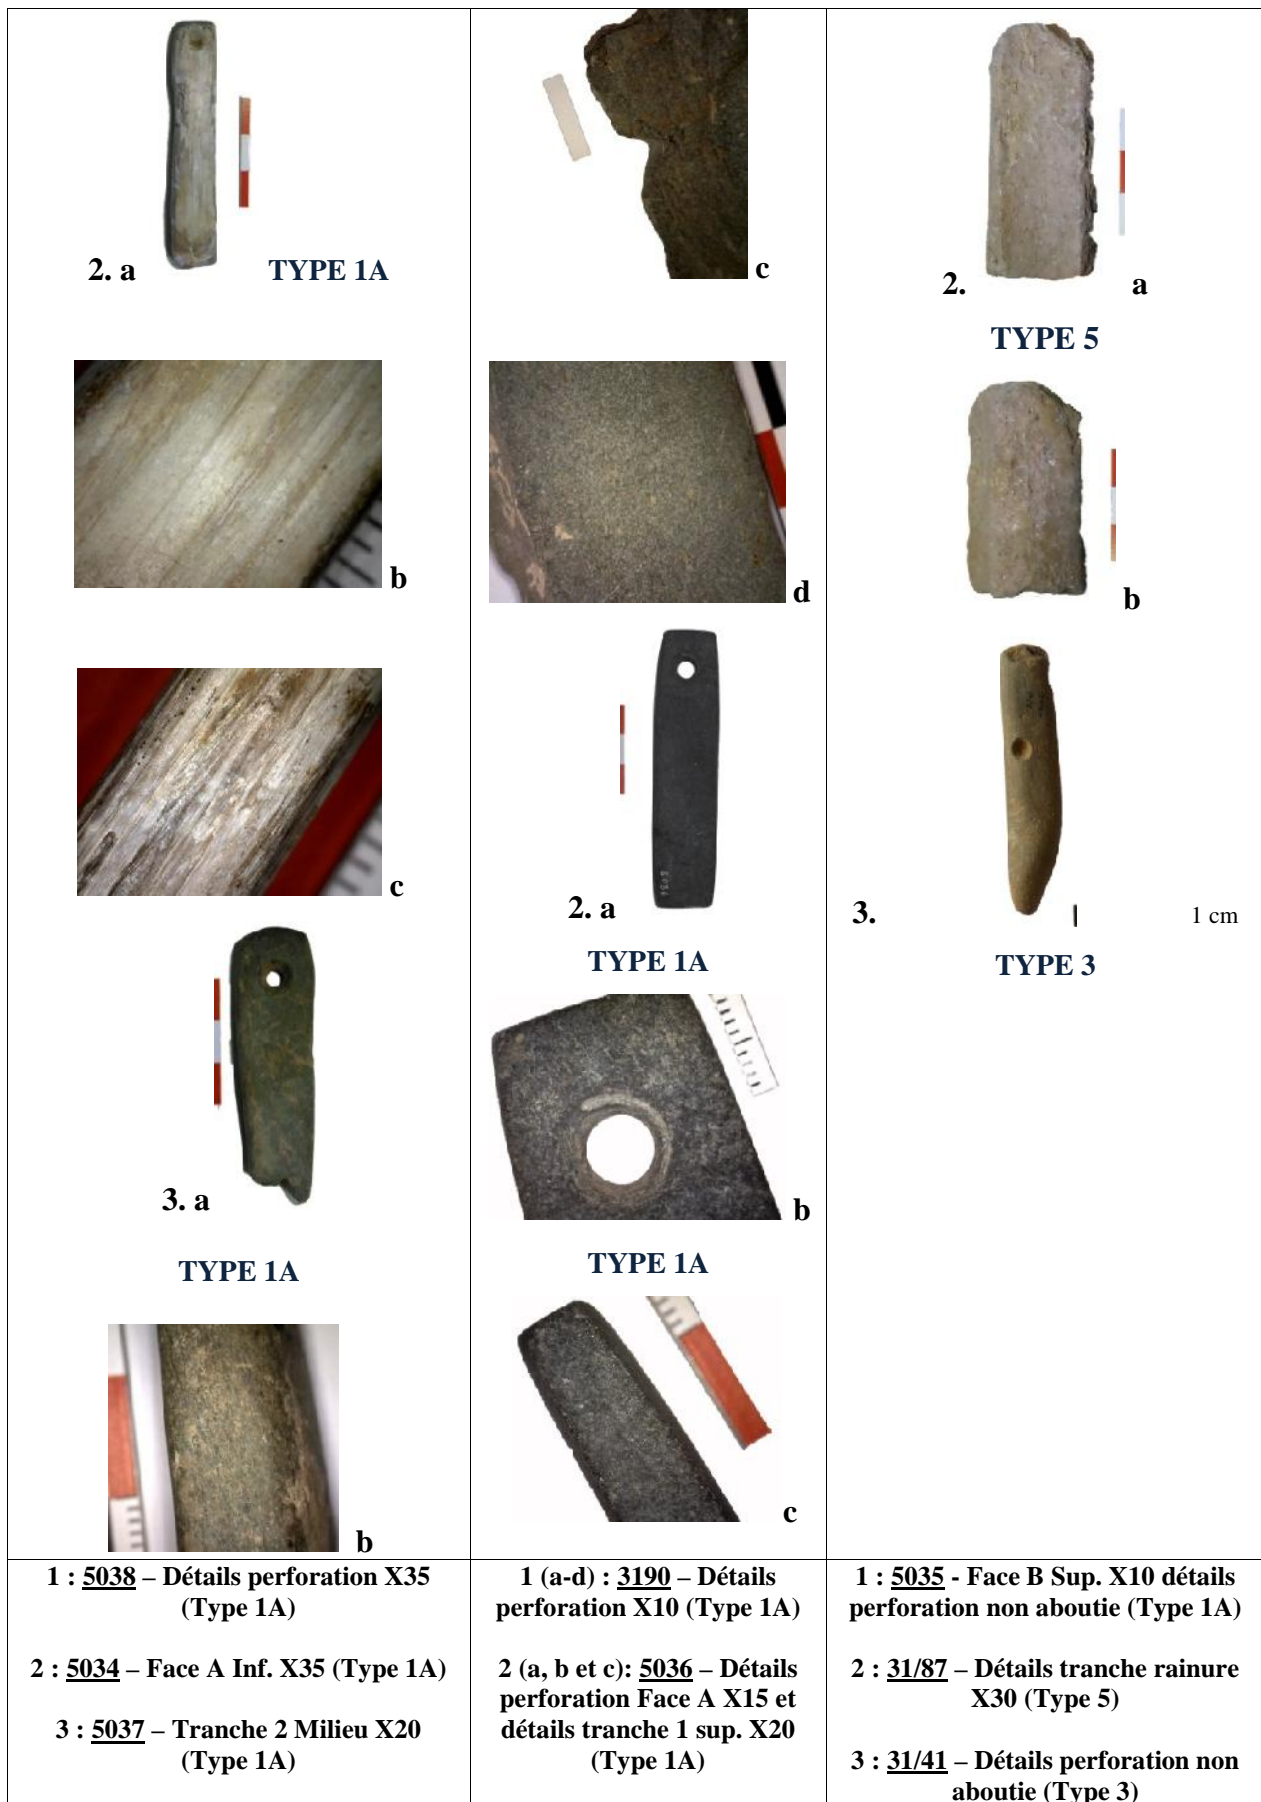 2. a
TYPE 1A
b
c
3. a
TYPE 1A
b
c
d
2. a
TYPE 1A
b
TYPE 1A
c
2.
a
TYPE 5
b
3.
1 cm
TYPE 3
1 : 5038 – Détails perforation X35
(Type 1A)
2 : 5034 – Face A Inf. X35 (Type 1A)
3 : 5037 – Tranche 2 Milieu X20
(Type 1A)
1 (a-d) : 3190 – Détails
perforation X10 (Type 1A)
2 (a, b et c): 5036 – Détails
perforation Face A X15 et
détails tranche 1 sup. X20
(Type 1A)
1 : 5035 - Face B Sup. X10 détails
perforation non aboutie (Type 1A)
2 : 31/87 – Détails tranche rainure
X30 (Type 5)
3 : 31/41 – Détails perforation non
aboutie (Type 3)